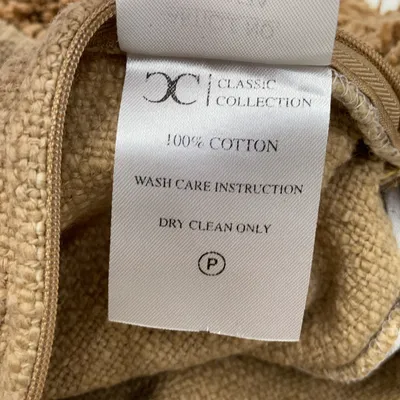 CC | CLASSIC
COLLECTION
100% COTTON
WASH CARE INSTRUCTION
DRY CLEAN ONLY
P